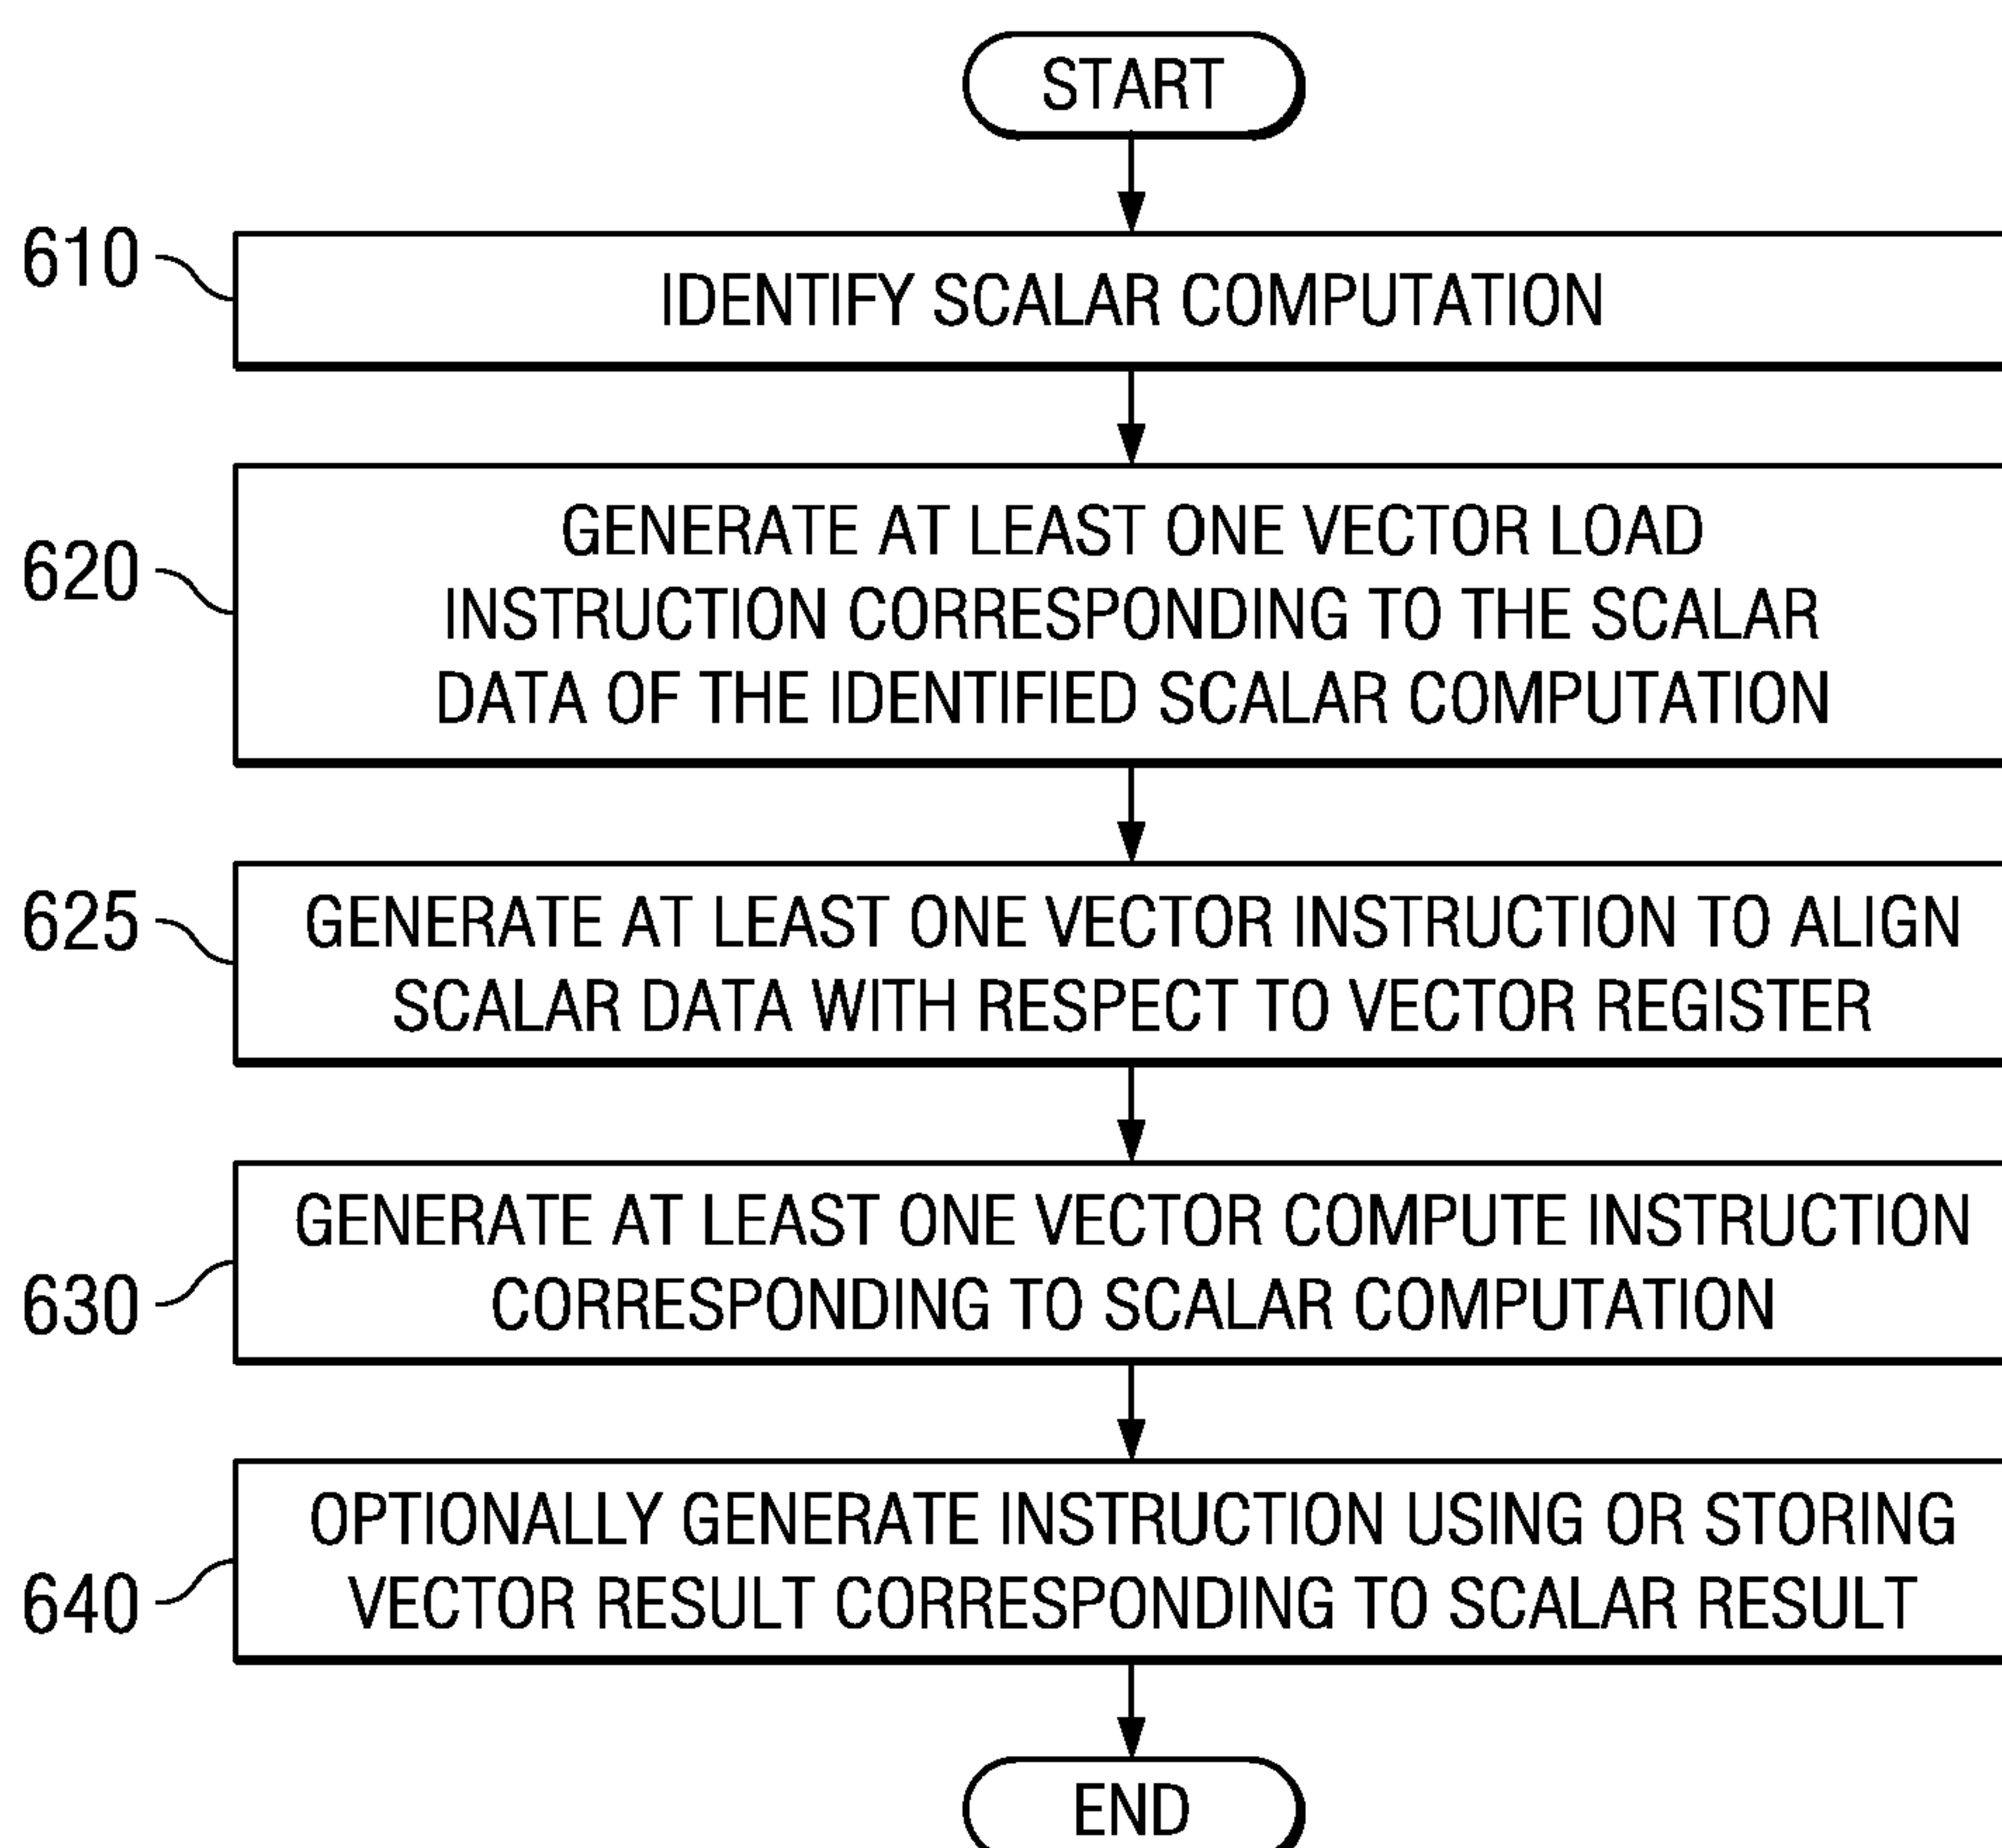 START
610
IDENTIFY SCALAR COMPUTATION
620
GENERATE AT LEAST ONE VECTOR LOAD
INSTRUCTION CORRESPONDING TO THE SCALAR
DATA OF THE IDENTIFIED SCALAR COMPUTATION
625
GENERATE AT LEAST ONE VECTOR INSTRUCTION TO ALIGN
SCALAR DATA WITH RESPECT TO VECTOR REGISTER
630
GENERATE AT LEAST ONE VECTOR COMPUTE INSTRUCTION
CORRESPONDING TO SCALAR COMPUTATION
640
OPTIONALLY GENERATE INSTRUCTION USING OR STORING
VECTOR RESULT CORRESPONDING TO SCALAR RESULT
END